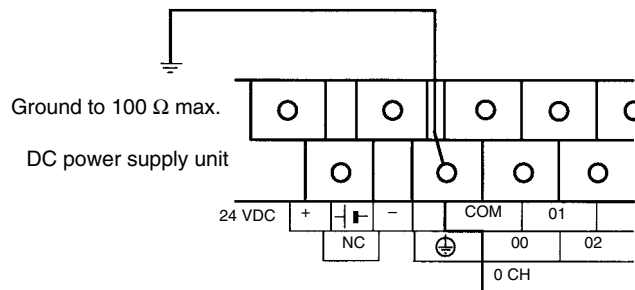 Ground to 100 Ω max.
DC power supply unit
24 VDC + − COM 01
NC 00 02
0 CH